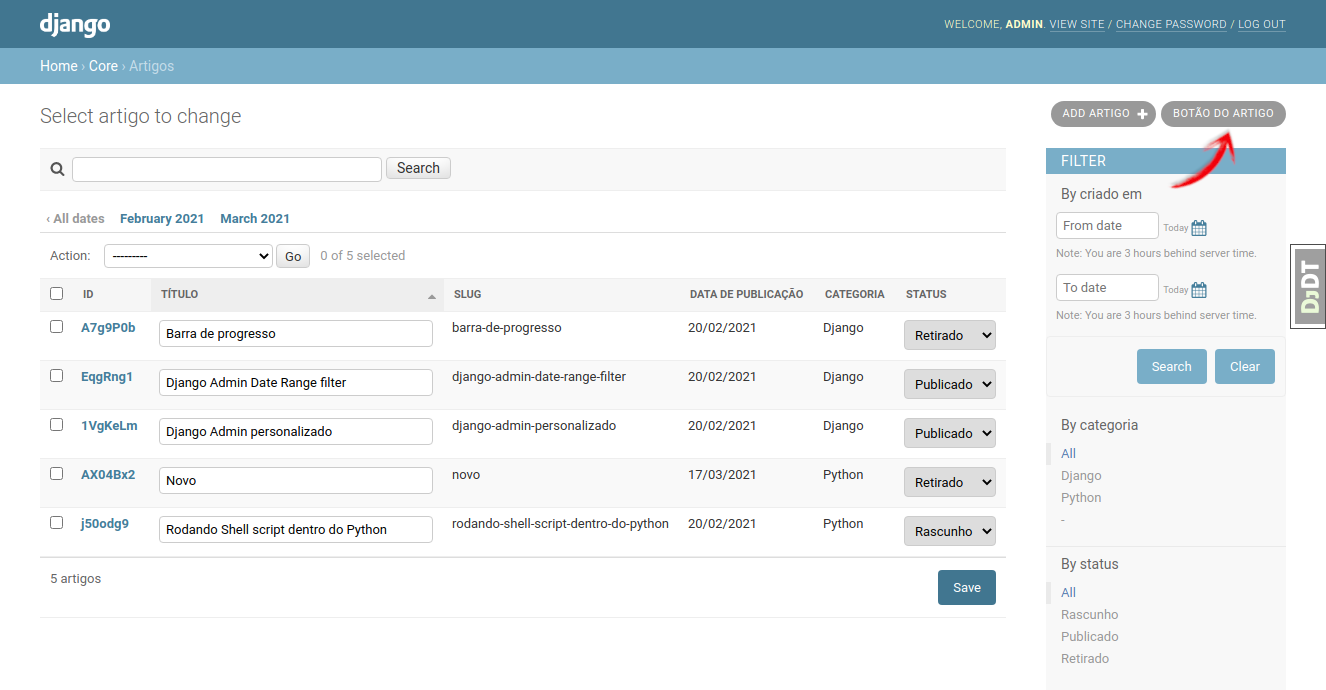 django
WELCOME, ADMIN. VIEW SITE / CHANGE PASSWORD / LOG OUT
Home › Core › Artigos
Select artigo to change
ADD ARTIGO + BOTÃO DO ARTIGO
Search
‹ All dates February 2021 March 2021
Action: --------- Go 0 of 5 selected
ID TÍTULO SLUG DATA DE PUBLICAÇÃO CATEGORIA STATUS
A7g9P0b Barra de progresso barra-de-progresso 20/02/2021 Django Retirado
EqgRng1 Django Admin Date Range filter django-admin-date-range-filter 20/02/2021 Django Publicado
1VgKeLm Django Admin personalizado django-admin-personalizado 20/02/2021 Django Publicado
AX04Bx2 Novo novo 17/03/2021 Python Retirado
j50odg9 Rodando Shell script dentro do Python rodando-shell-script-dentro-do-python 20/02/2021 Python Rascunho
5 artigos Save
FILTER
By criado em
From date Today
Note: You are 3 hours behind server time.
To date Today
Note: You are 3 hours behind server time.
Search Clear
By categoria
All
Django
Python
-
By status
All
Rascunho
Publicado
Retirado
DJDT